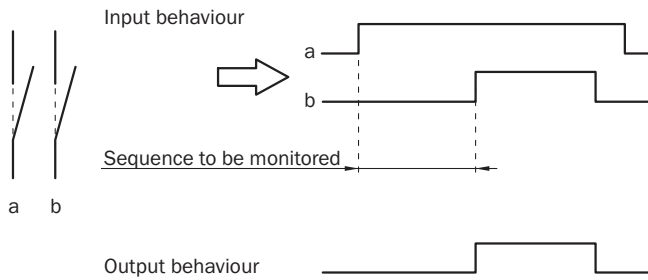 Input behaviour
a
b
Sequence to be monitored
a b
Output behaviour